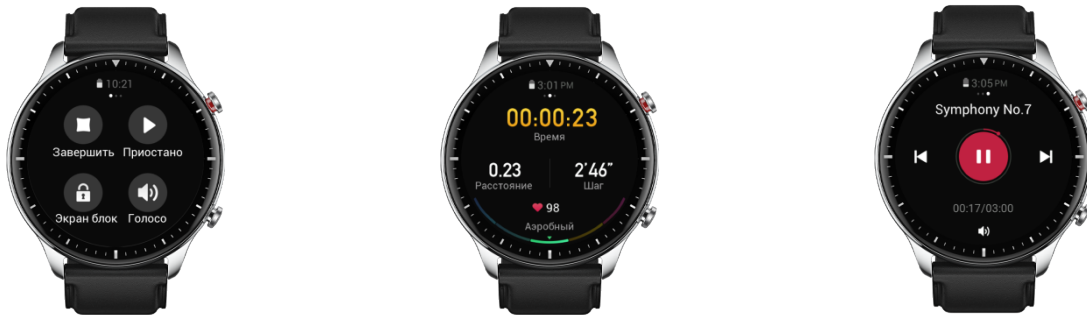 10:21
Завершить Приостано
Экран блок Голосо
3:01 PM
00:00:23
Время
0.23 2'46"
Расстояние Шаг
98
Аэробный
3:05 PM
Symphony No.7
00:17/03:00